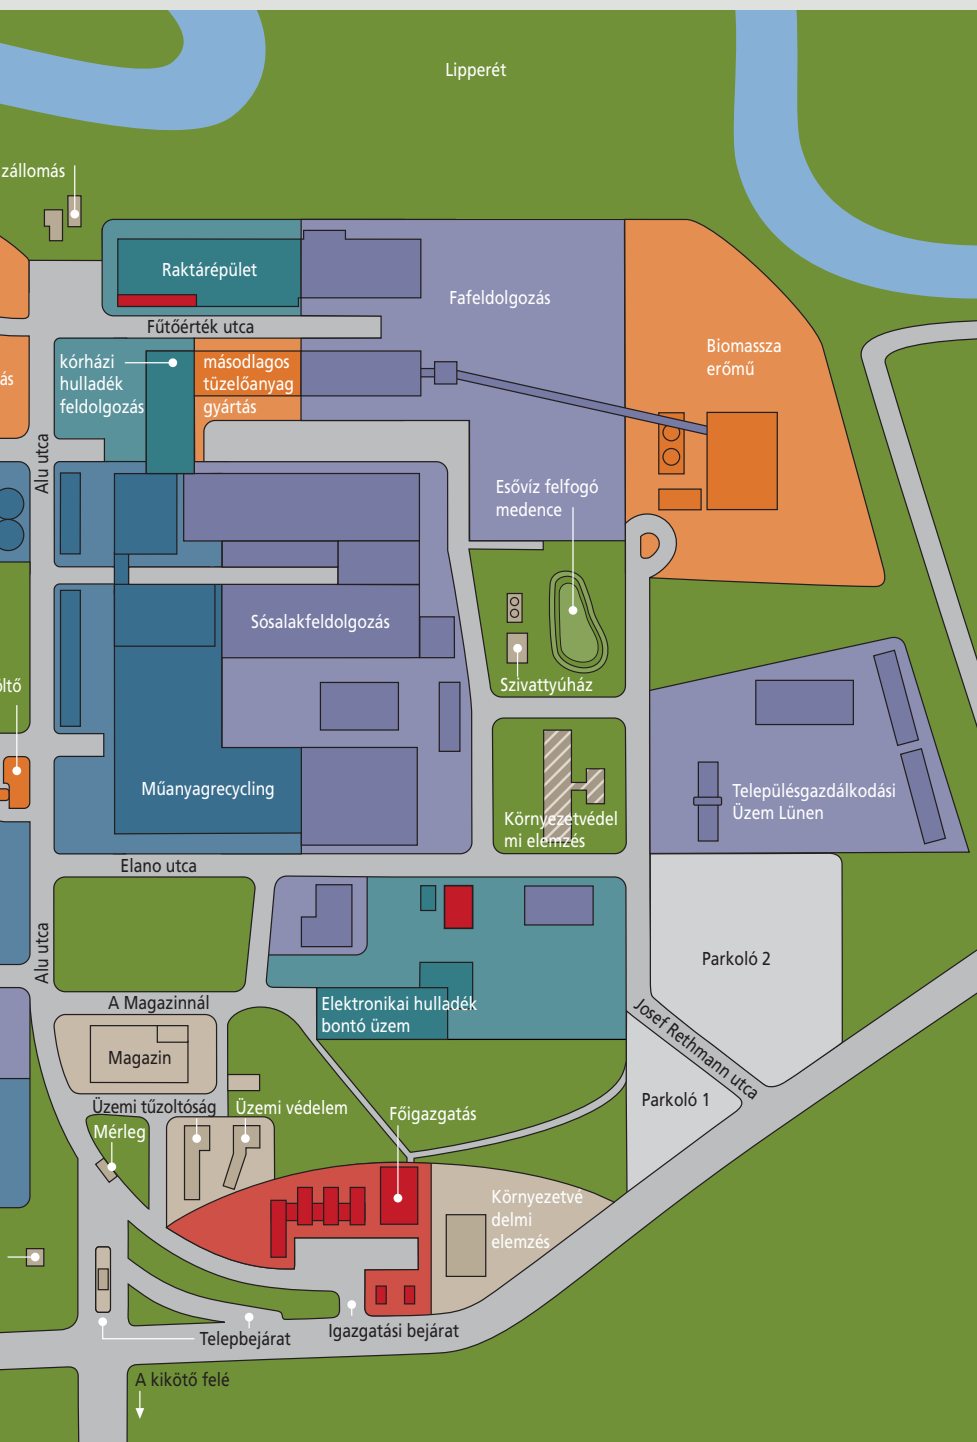 Lipperét
zállomás
Raktárépület
Fafeldolgozás
Fűtőérték utca
kórházi
hulladék
feldolgozás
másodlagos
tüzelőanyag
gyártás
Biomassza
erőmű
ás
Alu utca
Esővíz felfogó
medence
Sósalakfeldolgozás
öltő
Szivattyúház
Műanyagrecycling
Településgazdálkodási
Üzem Lünen
Környezetvédel
mi elemzés
Elano utca
Alu utca
Parkoló 2
A Magazinnál
Elektronikai hulladék
bontó üzem
Josef Rethmann utca
Magazin
Parkoló 1
Üzemi tűzoltóság
Üzemi védelem
Főigazgatás
Mérleg
Környezetvé
delmi
elemzés
Telepbejárat
Igazgatási bejárat
A kikötő felé